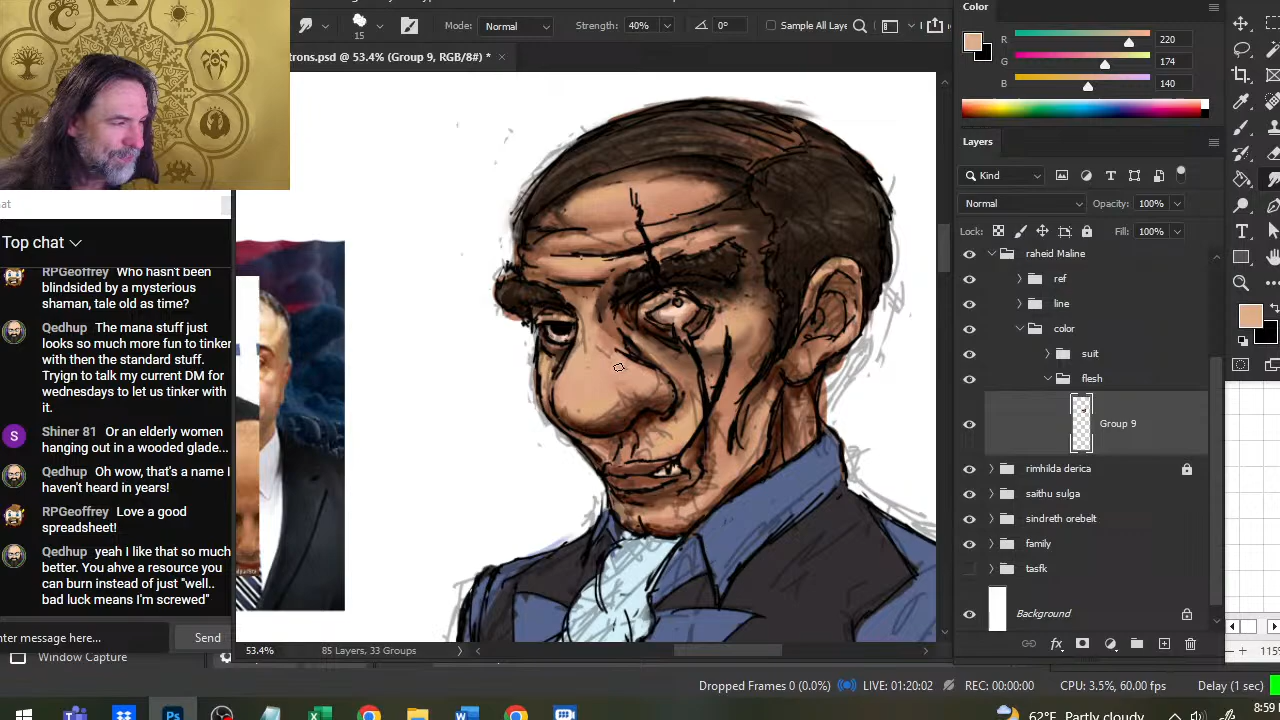 15
Mode:
Normal
Strength:
40%
0°
Sample All Laye
trons.psd @ 53.4% (Group 9, RGB/8#) *
Color
R
220
G
174
B
140
Layers
Kind
Normal
Opacity:
100%
Lock:
Fill:
100%
raheid Maline
ref
line
color
suit
flesh
Group 9
rimhilda derica
saithu sulga
sindreth orebelt
family
tasfk
Background
fx
53.4%
85 Layers, 33 Groups
115%
at
Top chat
RPGeoffrey Who hasn't been
blindsided by a mysterious
shaman, tale old as time?
Qedhup The mana stuff just
looks so much more fun to tinker
with then the standard stuff.
Tryign to talk my current DM for
wednesdays to let us tinker with
it.
S
Shiner 81 Or an elderly women
hanging out in a wooded glade...
Qedhup Oh wow, that's a name I
haven't heard in years!
RPGeoffrey Love a good
spreadsheet!
Qedhup yeah I like that so much
better. You ahve a resource you
can burn instead of just "well..
bad luck means I'm screwed"
nter message here...
Send
Window Capture
Dropped Frames 0 (0.0%)
LIVE: 01:20:02
REC: 00:00:00
CPU: 3.5%, 60.00 fps
Delay (1 sec)
62°F Partly cloudy
8:59